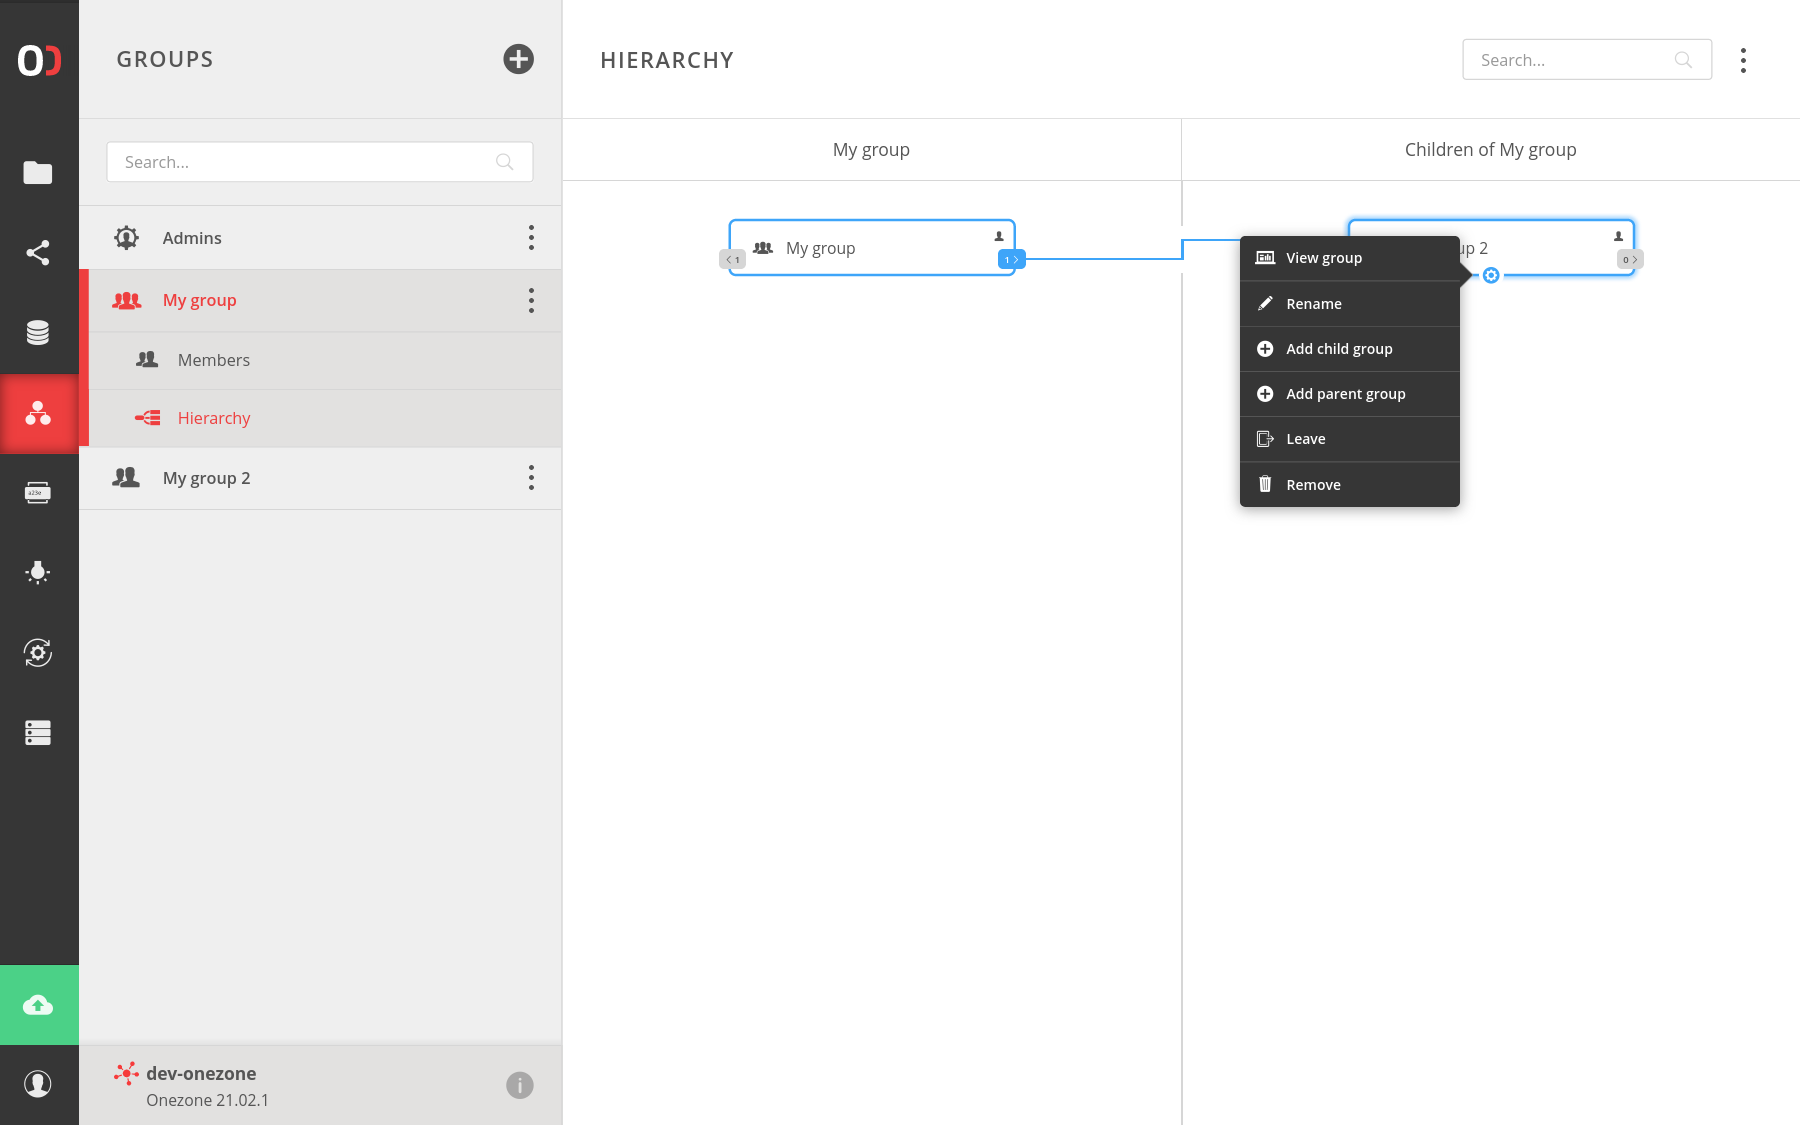 GROUPS
Search...
Admins
My group
Members
Hierarchy
My group 2
dev-onezone
Onezone 21.02.1
HIERARCHY
Search...
My group
Children of My group
My group
1
1
up 2
0
View group
Rename
Add child group
Add parent group
Leave
Remove
a23e